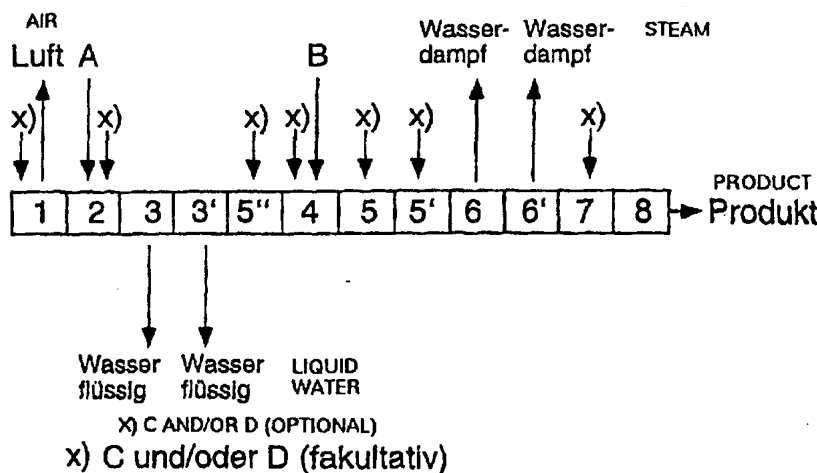 AIR
Luft A B Wasser- dampf Wasser- dampf STEAM
x) x) x) x) x) x) x)
1 2 3 3' 5" 4 5 5' 6 6' 7 8
PRODUCT
Produkt
Wasser flüssig Wasser flüssig LIQUID WATER
x) C AND/OR D (OPTIONAL)
x) C und/oder D (fakultativ)